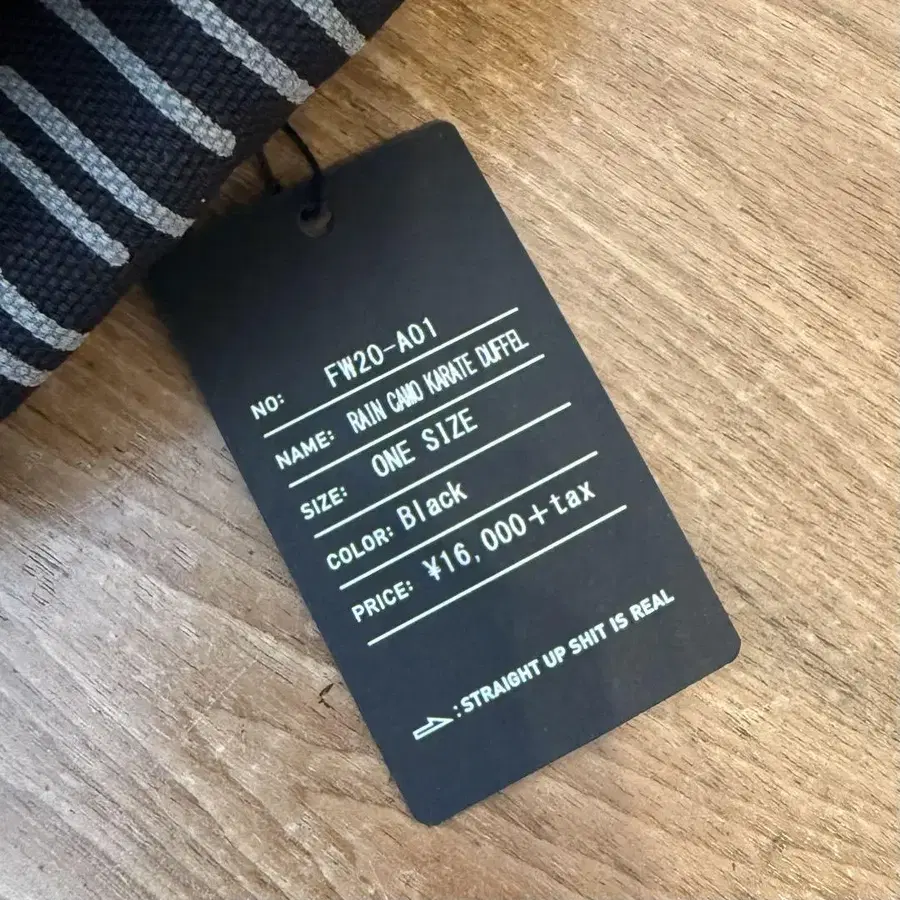 NO: FW20-A01
NAME: RAIN CAMO KARATE DUFFEL
SIZE: ONE SIZE
COLOR: Black
PRICE: ¥16,000+tax
:STRAIGHT UP SHIT IS REAL